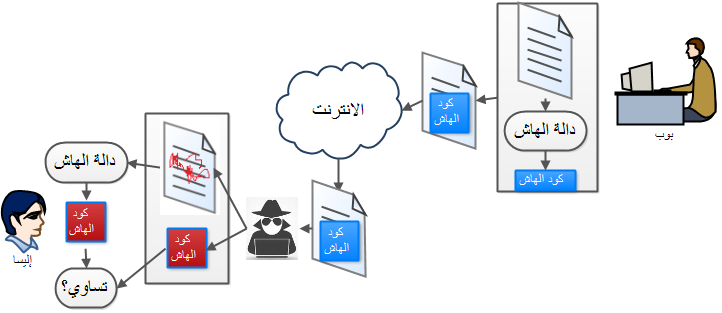 بوب
دالة الهاش
كود الهاش
كود
الهاش
الانترنت
كود
الهاش
كود
الهاش
دالة الهاش
كود
الهاش
تساوي؟
إليسا